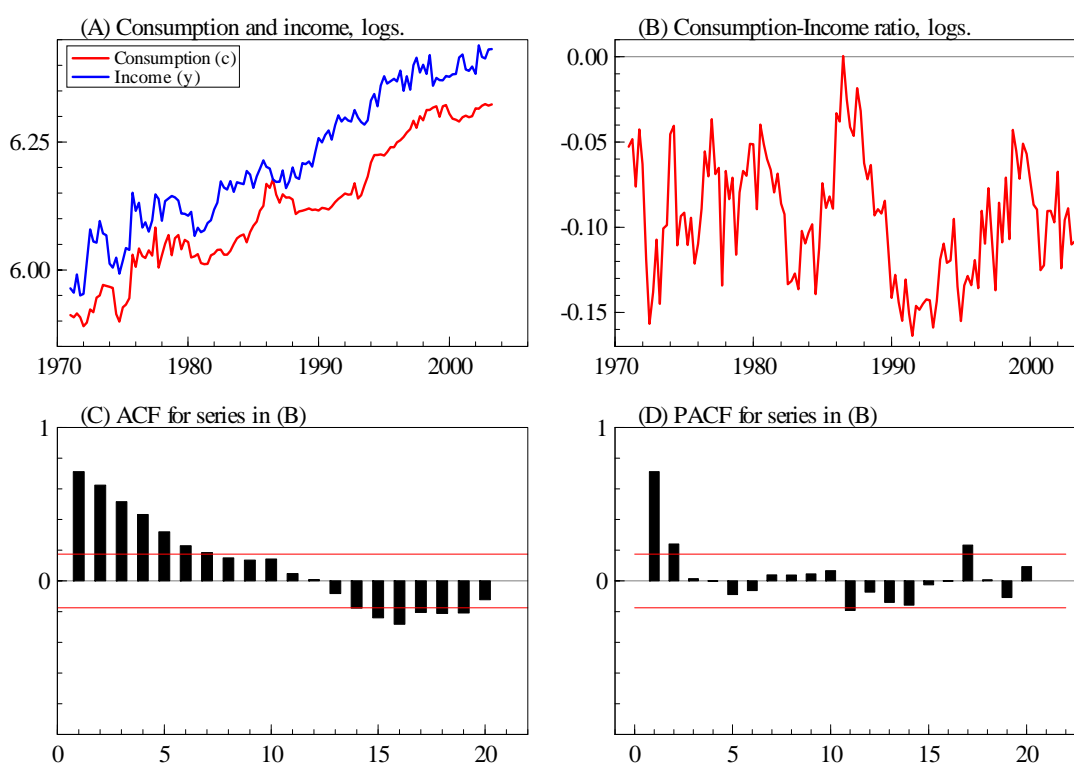 (A) Consumption and income, logs.
Consumption (c)
Income (y)
6.25
6.00
1970 1980 1990 2000
(B) Consumption-Income ratio, logs.
0.00
-0.05
-0.10
-0.15
1970 1980 1990 2000
(C) ACF for series in (B)
1
0
0 5 10 15 20
(D) PACF for series in (B)
1
0
0 5 10 15 20